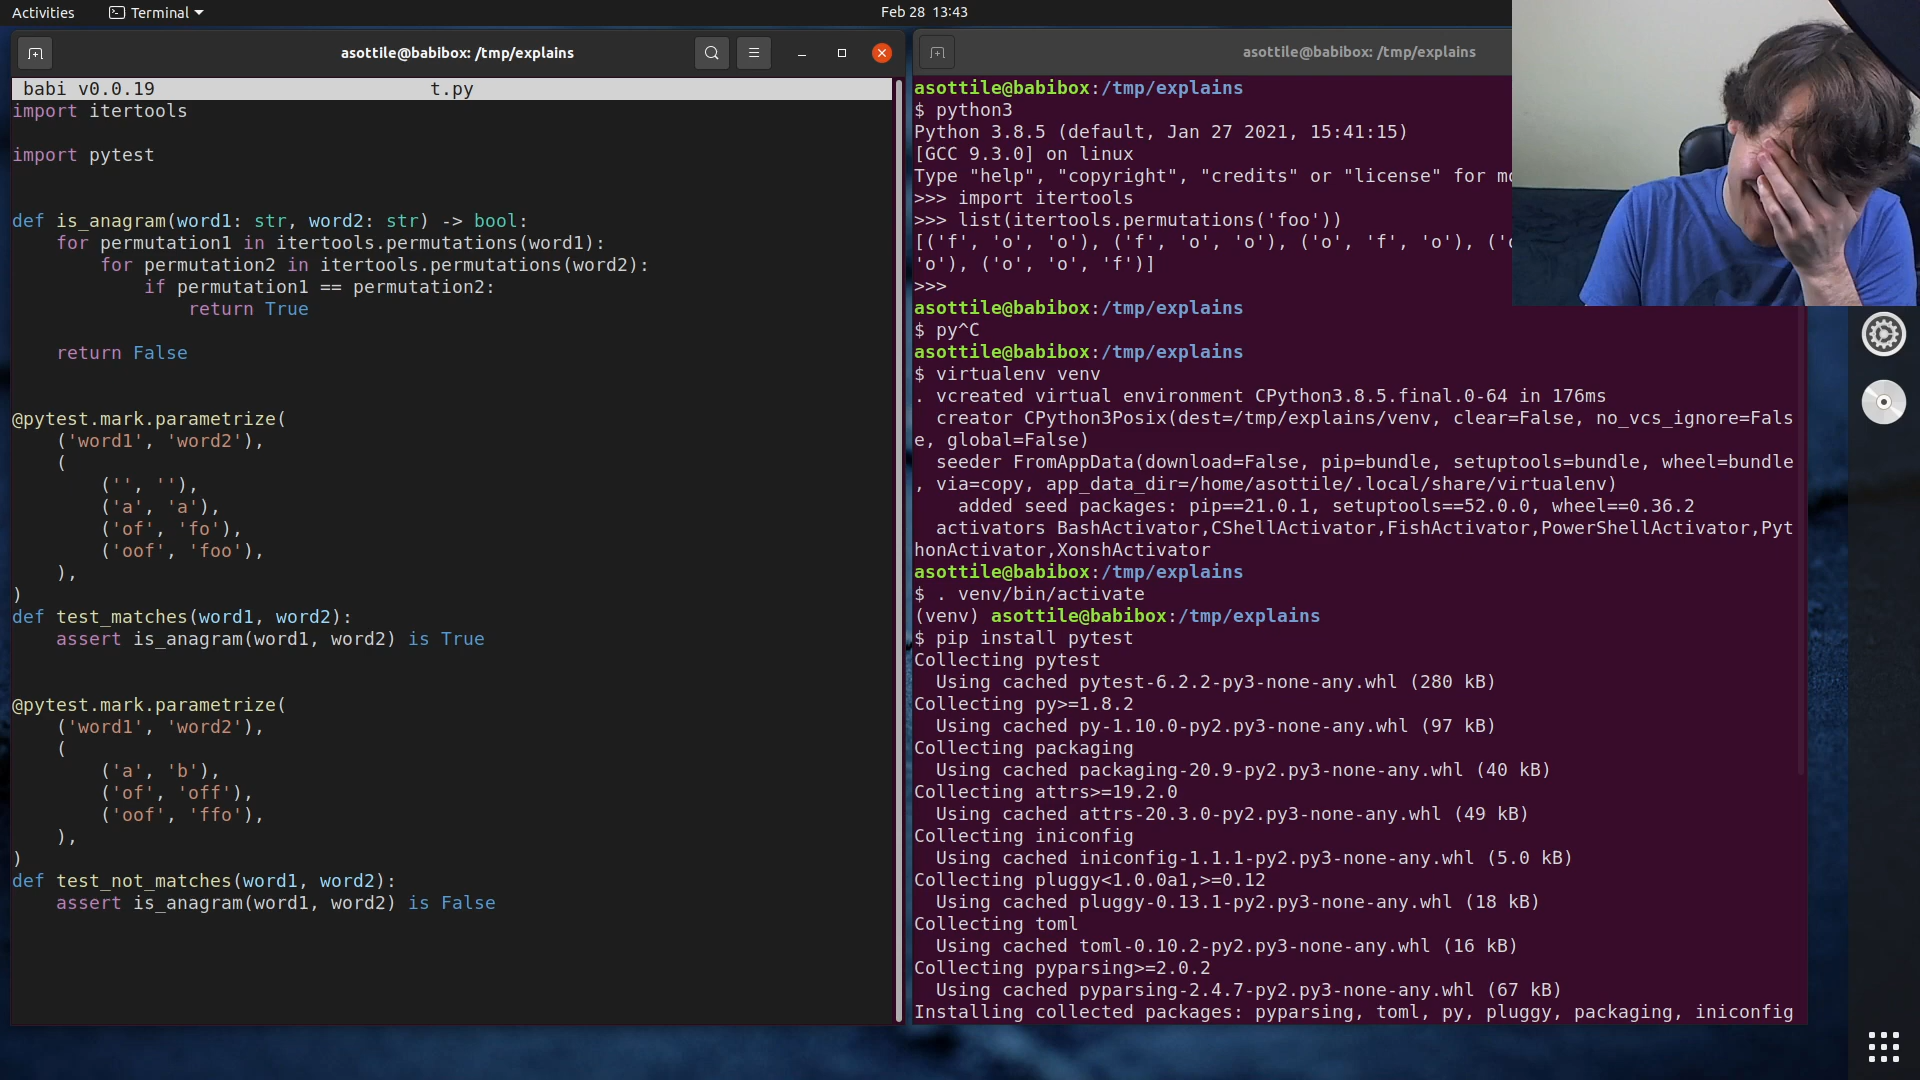 Activities
Terminal
Feb 28 13:43
asottile@babibox: /tmp/explains
babi v0.0.19 t.py
import itertools
import pytest
def is_anagram(word1: str, word2: str) -> bool:
    for permutation1 in itertools.permutations(word1):
        for permutation2 in itertools.permutations(word2):
            if permutation1 == permutation2:
                return True
    return False
@pytest.mark.parametrize(
    ('word1', 'word2'),
    (
        ('', ''),
        ('a', 'a'),
        ('of', 'fo'),
        ('oof', 'foo'),
    ),
)
def test_matches(word1, word2):
    assert is_anagram(word1, word2) is True
@pytest.mark.parametrize(
    ('word1', 'word2'),
    (
        ('a', 'b'),
        ('of', 'off'),
        ('oof', 'ffo'),
    ),
)
def test_not_matches(word1, word2):
    assert is_anagram(word1, word2) is False
asottile@babibox: /tmp/explains
asottile@babibox:/tmp/explains
$ python3
Python 3.8.5 (default, Jan 27 2021, 15:41:15)
[GCC 9.3.0] on linux
Type "help", "copyright", "credits" or "license" for
>>> import itertools
>>> list(itertools.permutations('foo'))
[('f', 'o', 'o'), ('f', 'o', 'o'), ('o', 'f', 'o'), ('
'o'), ('o', 'o', 'f')]
>>>
asottile@babibox:/tmp/explains
$ py^C
asottile@babibox:/tmp/explains
$ virtualenv venv
. vcreated virtual environment CPython3.8.5.final.0-64 in 176ms
  creator CPython3Posix(dest=/tmp/explains/venv, clear=False, no_vcs_ignore=Fals
e, global=False)
  seeder FromAppData(download=False, pip=bundle, setuptools=bundle, wheel=bundle
, via=copy, app_data_dir=/home/asottile/.local/share/virtualenv)
    added seed packages: pip==21.0.1, setuptools==52.0.0, wheel==0.36.2
  activators BashActivator,CShellActivator,FishActivator,PowerShellActivator,Pyt
honActivator,XonshActivator
asottile@babibox:/tmp/explains
$ . venv/bin/activate
(venv) asottile@babibox:/tmp/explains
$ pip install pytest
Collecting pytest
  Using cached pytest-6.2.2-py3-none-any.whl (280 kB)
Collecting py>=1.8.2
  Using cached py-1.10.0-py2.py3-none-any.whl (97 kB)
Collecting packaging
  Using cached packaging-20.9-py2.py3-none-any.whl (40 kB)
Collecting attrs>=19.2.0
  Using cached attrs-20.3.0-py2.py3-none-any.whl (49 kB)
Collecting iniconfig
  Using cached iniconfig-1.1.1-py2.py3-none-any.whl (5.0 kB)
Collecting pluggy<1.0.0a1,>=0.12
  Using cached pluggy-0.13.1-py2.py3-none-any.whl (18 kB)
Collecting toml
  Using cached toml-0.10.2-py2.py3-none-any.whl (16 kB)
Collecting pyparsing>=2.0.2
  Using cached pyparsing-2.4.7-py2.py3-none-any.whl (67 kB)
Installing collected packages: pyparsing, toml, py, pluggy, packaging, iniconfig